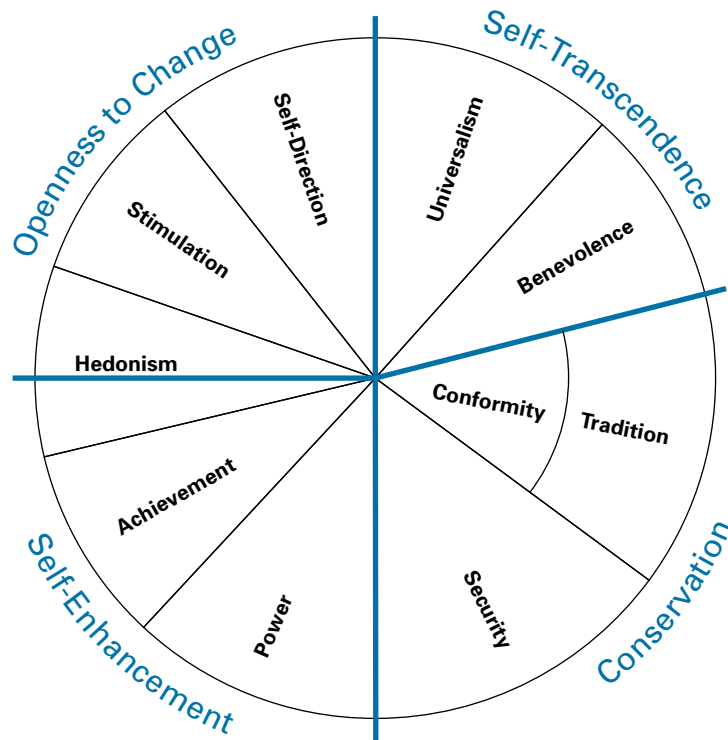 Openness to Change
Self-Transcendence
Self-Direction
Universalism
Stimulation
Benevolence
Hedonism
Conformity
Tradition
Achievement
Security
Power
Self-Enhancement
Conservation